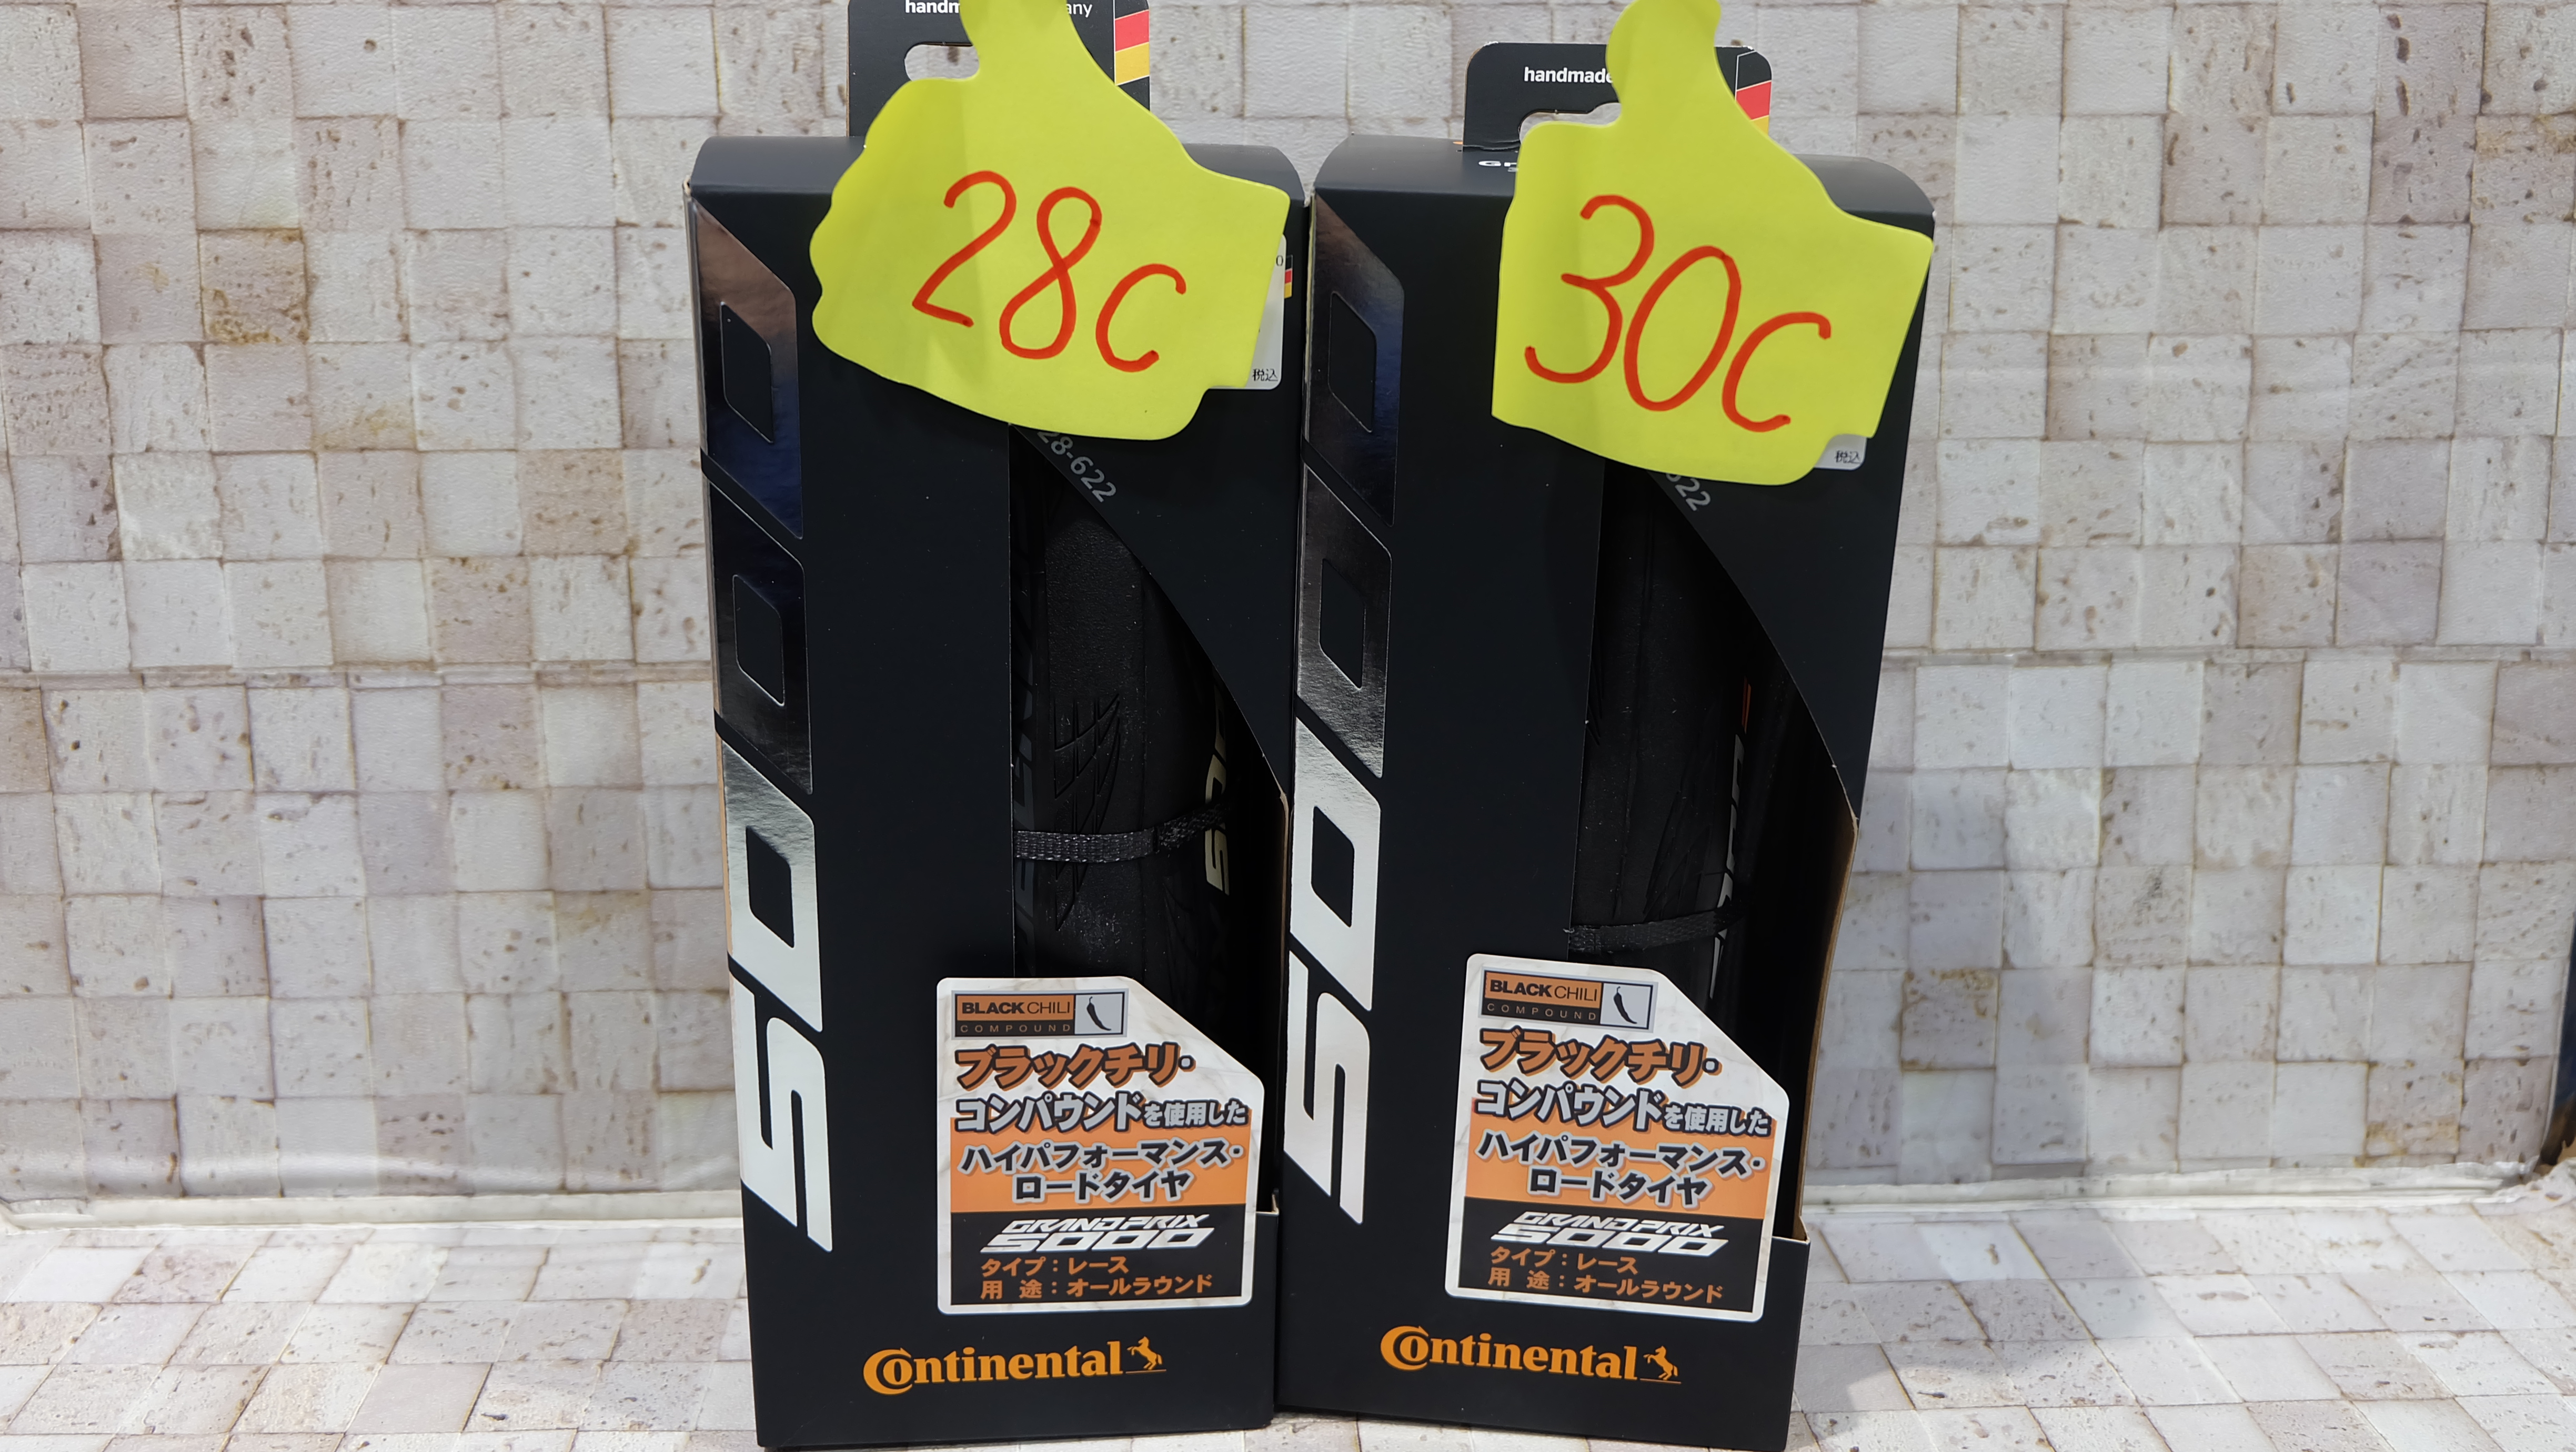 28c
税込
28-622
5000
BLACK CHILI
COMPOUND
ブラックチリ・
コンパウンドを使用した
ハイパフォーマンス・
ロードタイヤ
GRAND PRIX
5000
タイプ：レース
用 途：オールラウンド
Continental
handmade
30c
税込
5000
BLACK CHILI
COMPOUND
ブラックチリ・
コンパウンドを使用した
ハイパフォーマンス・
ロードタイヤ
GRAND PRIX
5000
タイプ：レース
用 途：オールラウンド
Continental